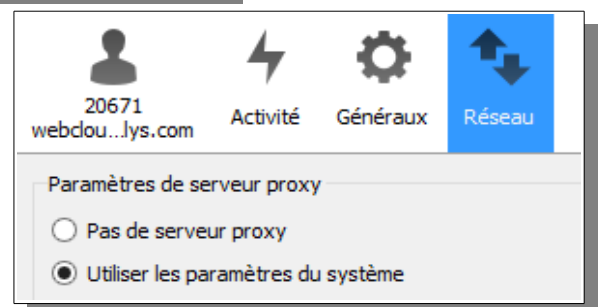 20671
webclou...lys.com
Activité
Généraux
Réseau
Paramètres de serveur proxy
Pas de serveur proxy
Utiliser les paramètres du système